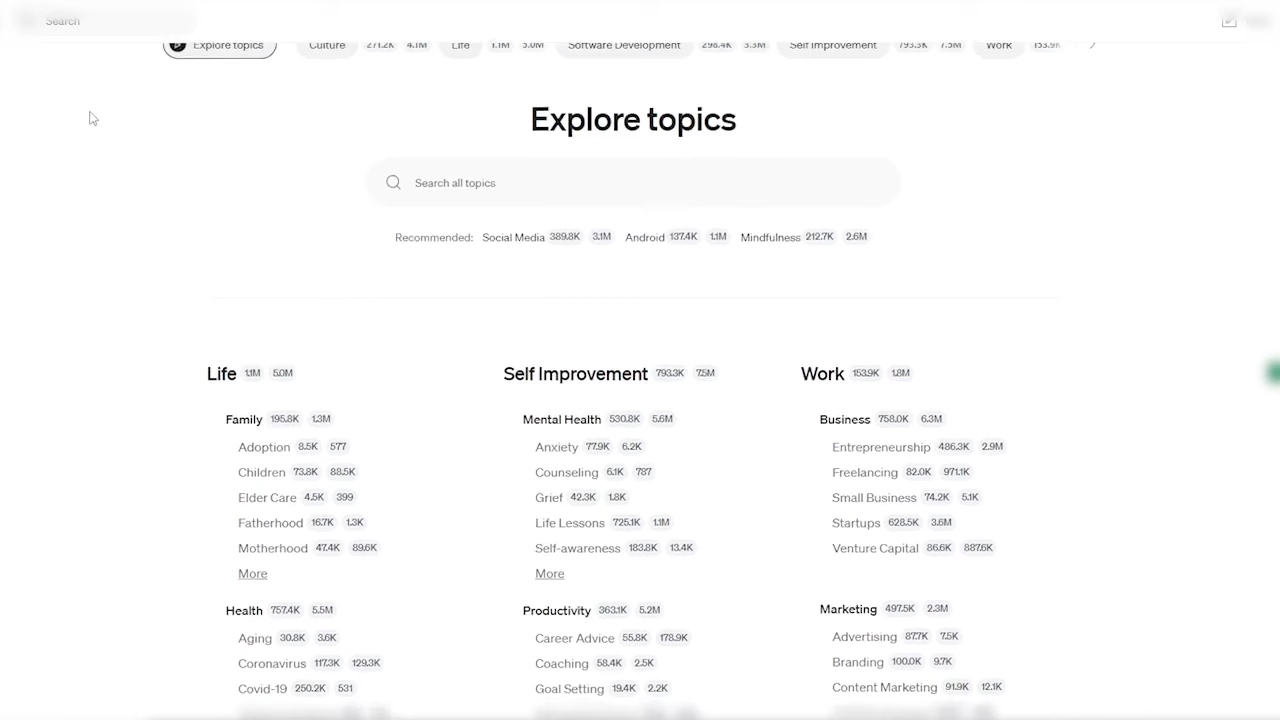 Search
Explore topics Culture 271.2K 4.1M Life 1.1M 5.0M Software Development 298.4K 3.3M Self Improvement 793.3K 7.5M Work 153.9K
Explore topics
Search all topics
Recommended: Social Media 389.8K 3.1M Android 137.4K 1.1M Mindfulness 212.7K 2.6M
Life 1.1M 5.0M
Family 195.8K 1.3M
Adoption 8.5K 577
Children 73.8K 88.5K
Elder Care 4.5K 399
Fatherhood 16.7K 1.3K
Motherhood 47.4K 89.6K
More
Health 757.4K 5.5M
Aging 30.8K 3.6K
Coronavirus 117.3K 129.3K
Covid-19 250.2K 531
Self Improvement 793.3K 7.5M
Mental Health 530.8K 5.6M
Anxiety 77.9K 6.2K
Counseling 6.1K 787
Grief 42.3K 1.8K
Life Lessons 725.1K 1.1M
Self-awareness 183.8K 13.4K
More
Productivity 363.1K 5.2M
Career Advice 55.8K 178.9K
Coaching 58.4K 2.5K
Goal Setting 19.4K 2.2K
Work 153.9K 1.8M
Business 758.0K 6.3M
Entrepreneurship 486.3K 2.9M
Freelancing 82.0K 971.1K
Small Business 74.2K 5.1K
Startups 628.5K 3.6M
Venture Capital 86.6K 887.6K
Marketing 497.5K 2.3M
Advertising 87.7K 7.5K
Branding 100.0K 9.7K
Content Marketing 91.9K 12.1K